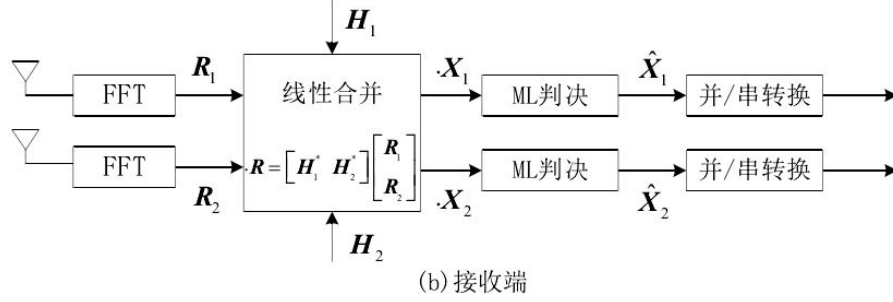 H₁
R₁ ·X₁ X̂₁
FFT 线性合并 ML判决 并/串转换
FFT ·R=[H₁* H₂*][R₁ R₂] ML判决 并/串转换
R₂ ·X₂ X̂₂
H₂
(b)接收端